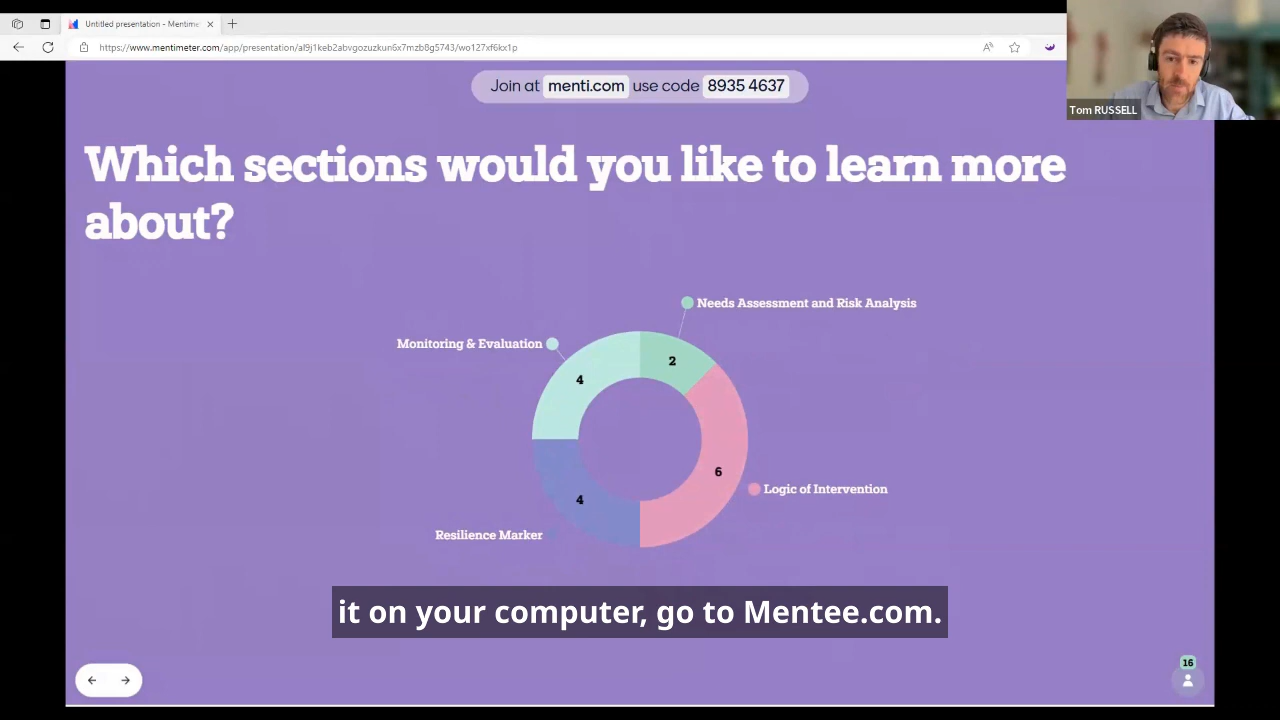 Untitled presentation - Mentime
https://www.mentimeter.com/app/presentation/al9j1keb2abvgozuzkun6x7mzb8g5743/wo127xf6kx1p
Tom RUSSELL
Join at menti.com use code 8935 4637
Which sections would you like to learn more
about?
Needs Assessment and Risk Analysis
Monitoring & Evaluation
2
4
6
Logic of Intervention
4
Resilience Marker
it on your computer, go to Mentee.com.
16